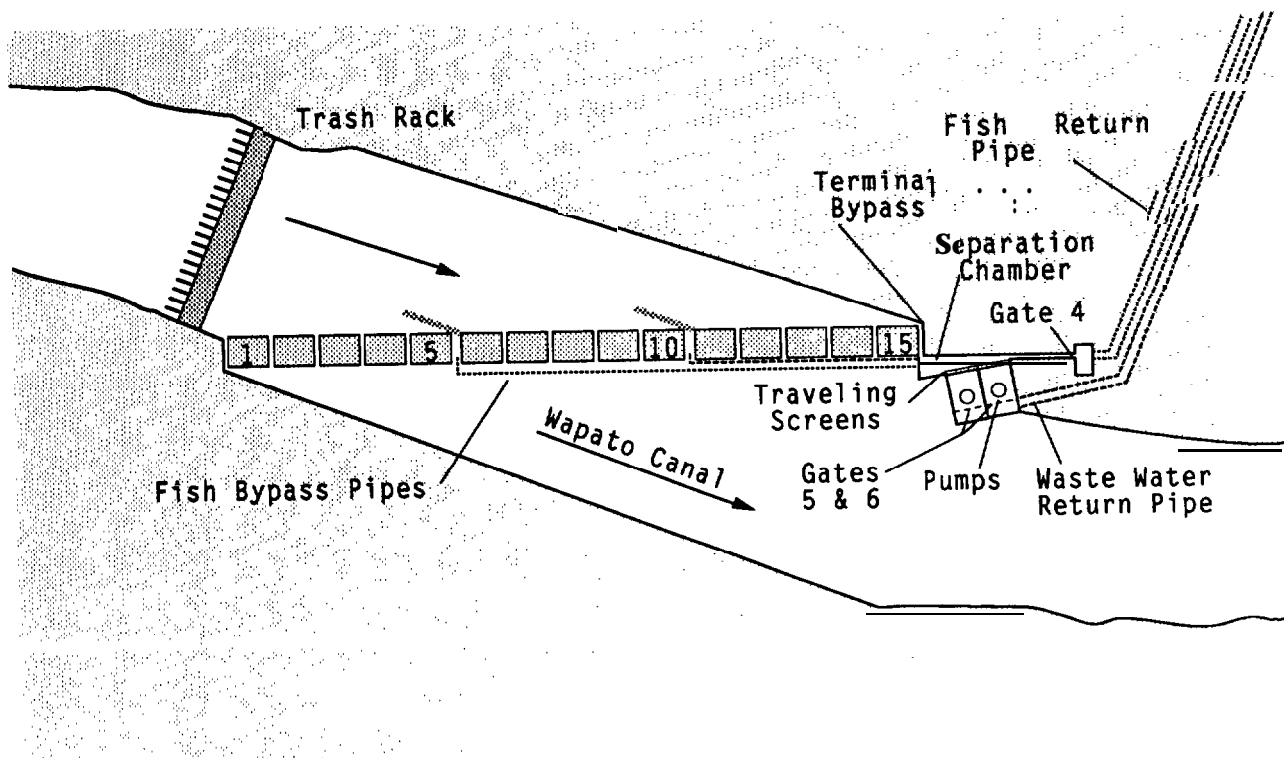 Trash Rack
Fish Return
Pipe
Terminal
Bypass
Separation
Chamber
Gate 4
1
5
10
15
Traveling
Screens
Wapato Canal
Fish Bypass Pipes
Gates
5 & 6
Pumps
Waste Water
Return Pipe